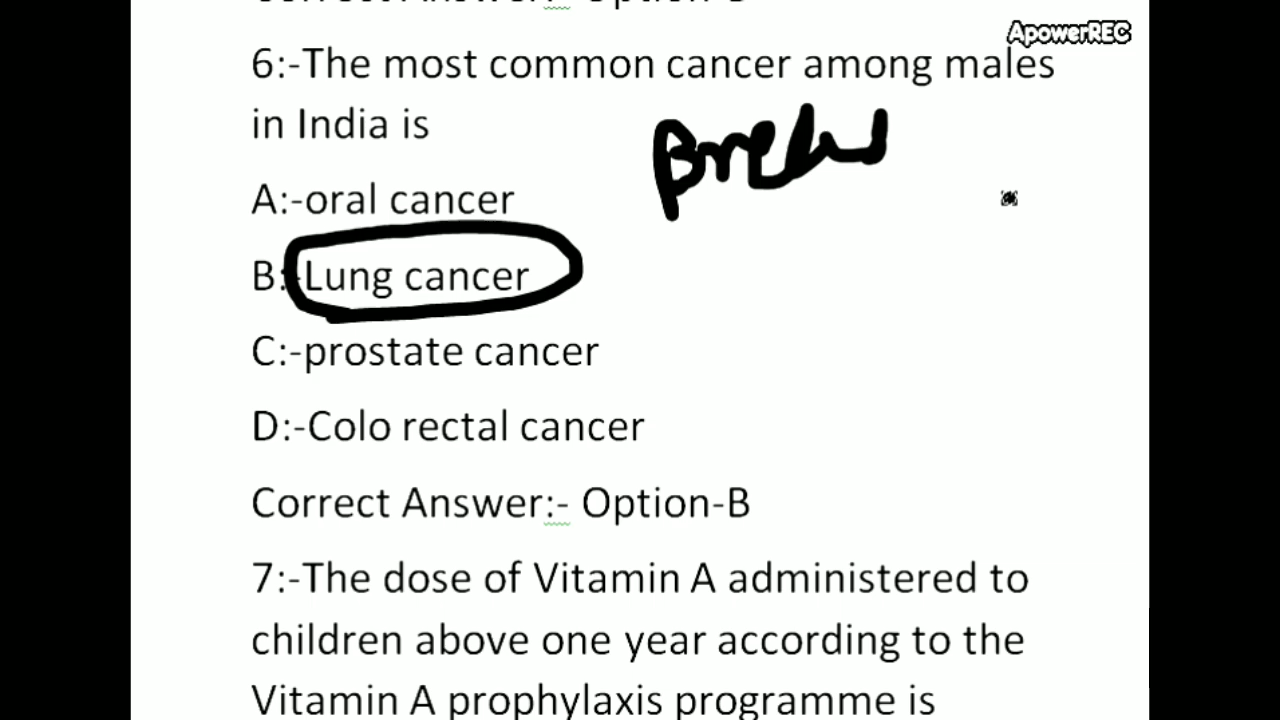 ApowerREC
6:-The most common cancer among males
in India is
A:-oral cancer
B:-Lung cancer
C:-prostate cancer
D:-Colo rectal cancer
Correct Answer:- Option-B
7:-The dose of Vitamin A administered to
children above one year according to the
Vitamin A prophylaxis programme is